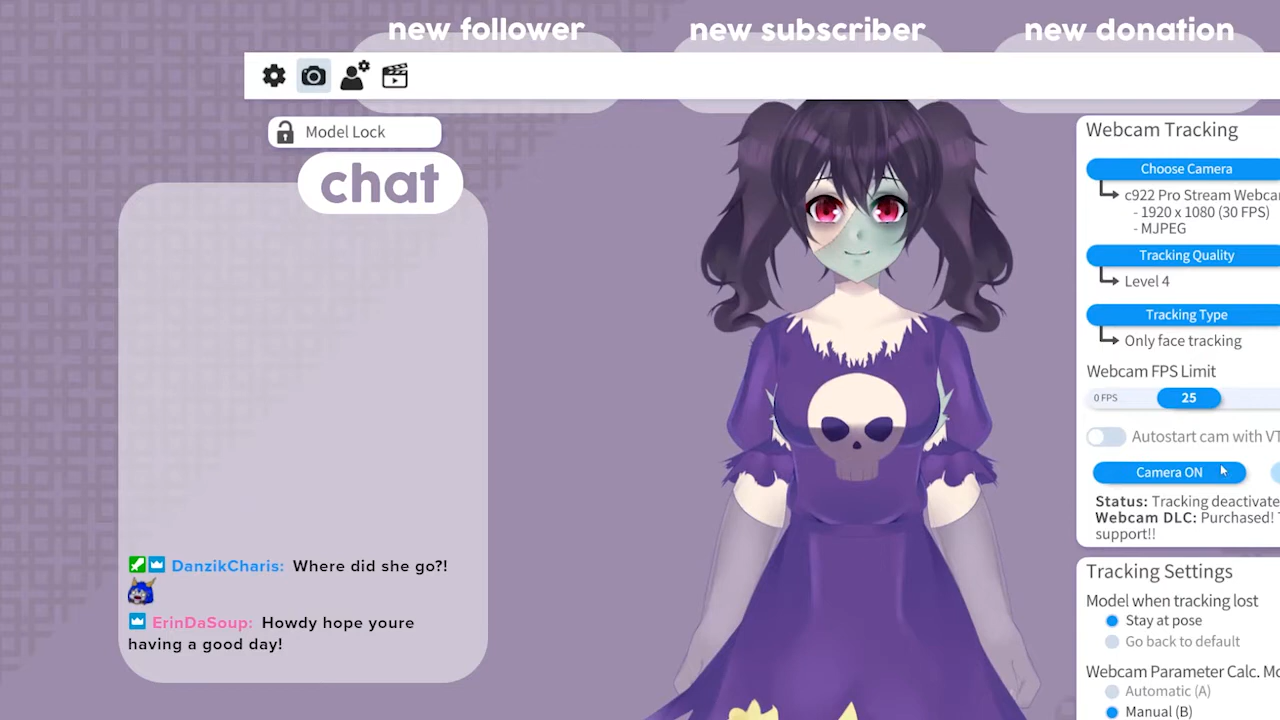 new follower
new subscriber
new donation
Model Lock
chat
DanzikCharis: Where did she go?!
ErinDaSoup: Howdy hope youre
having a good day!
Webcam Tracking
Choose Camera
c922 Pro Stream Webca
- 1920 x 1080 (30 FPS)
- MJPEG
Tracking Quality
Level 4
Tracking Type
Only face tracking
Webcam FPS Limit
0 FPS
25
Autostart cam with VT
Camera ON
Status: Tracking deactivate
Webcam DLC: Purchased! T
support!!
Tracking Settings
Model when tracking lost
Stay at pose
Go back to default
Webcam Parameter Calc. Mo
Automatic (A)
Manual (B)